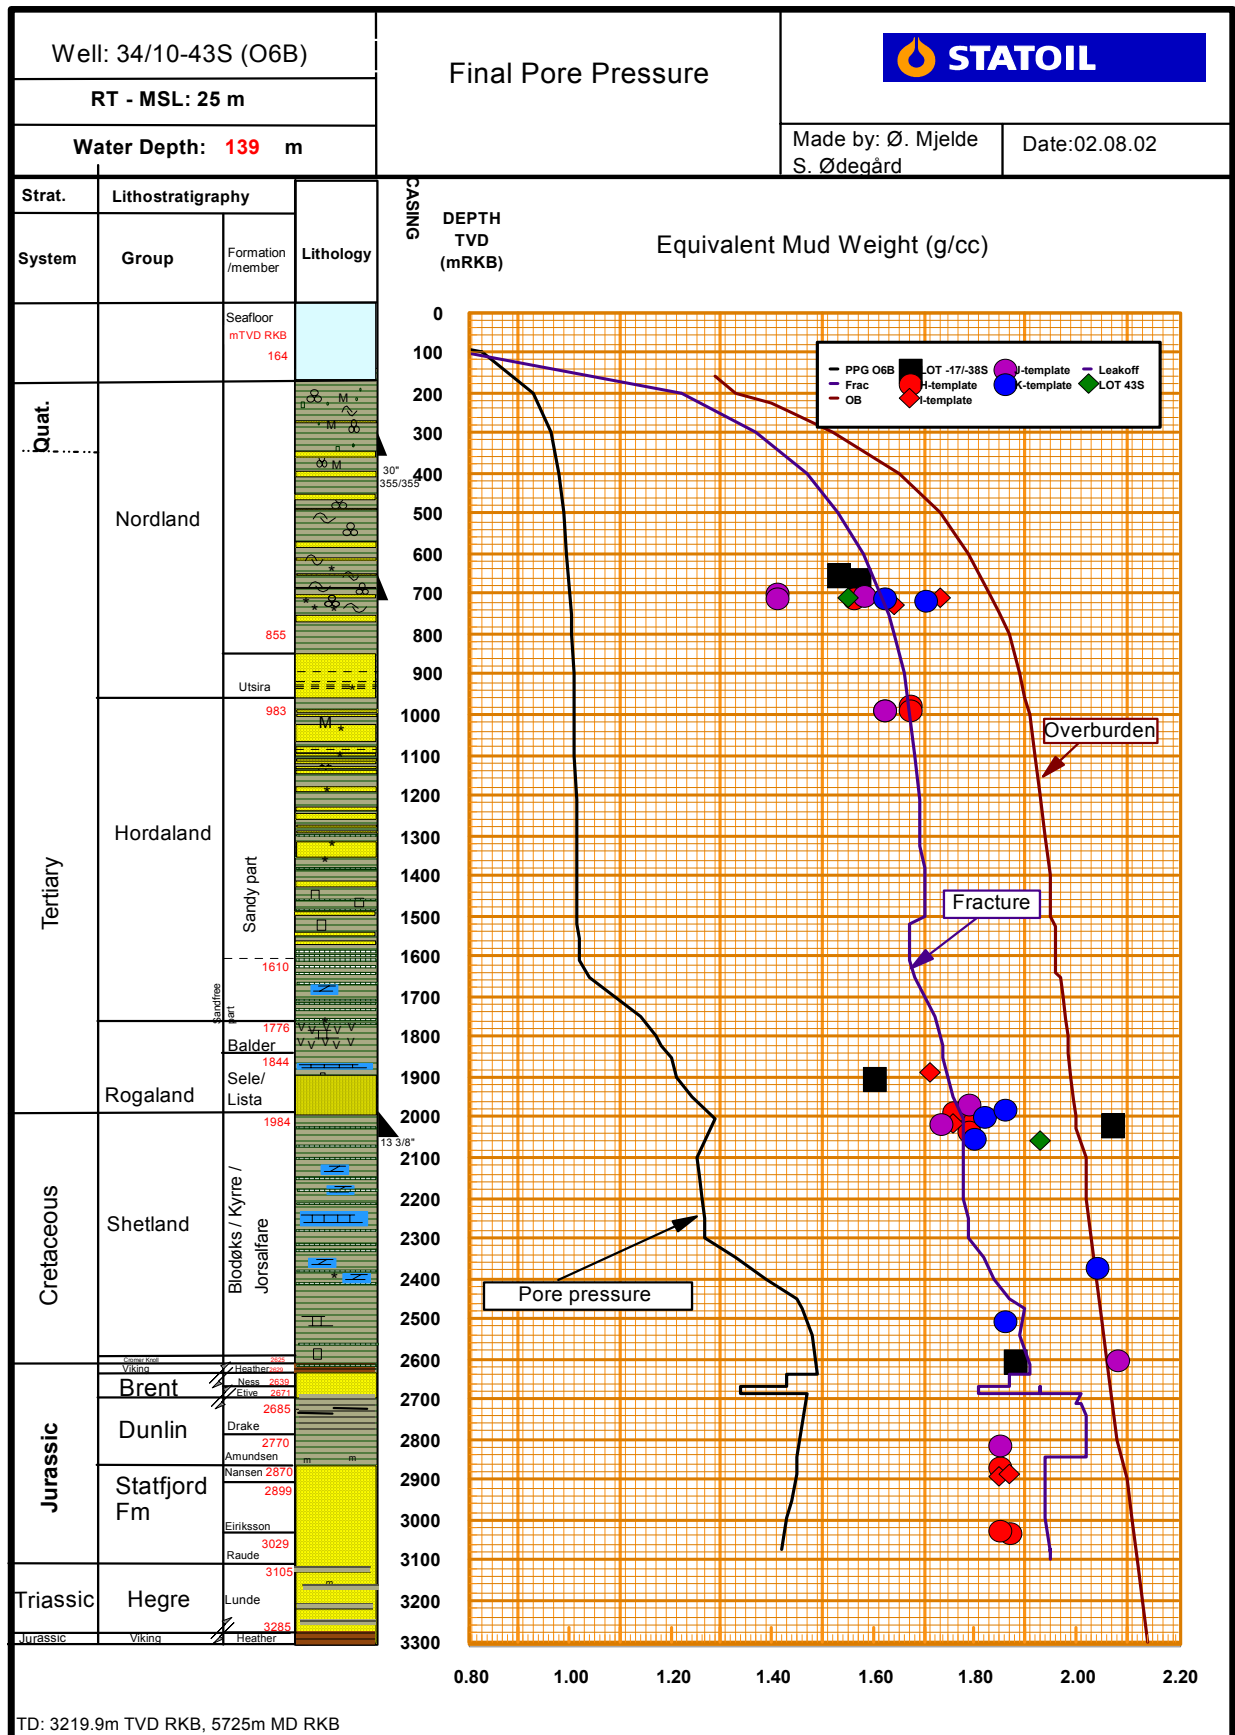 Well: 34/10-43S (O6B)
RT - MSL: 25 m
Water Depth: 139 m
Final Pore Pressure
STATOIL
Made by: Ø. Mjelde
S. Ødegård
Date:02.08.02
Strat.
Lithostratigraphy
System
Group
Formation
/member
Lithology
CASING
DEPTH
TVD
(mRKB)
Equivalent Mud Weight (g/cc)
Seafloor
mTVD RKB
164
Quat.
Nordland
855
Utsira
983
Hordaland
Tertiary
Sandy part
1610
Sandfree
part
1776
Balder
1844
Rogaland
Sele/
Lista
1984
Cretaceous
Shetland
Blodøks / Kyrre /
Jorsalfare
Cromer Knoll
2625
Viking
Heather
2629
Brent
Ness 2639
Etive 2671
2685
Jurassic
Dunlin
Drake
2770
Amundsen
Statfjord
Fm
Nansen 2870
2899
Eiriksson
3029
Raude
3105
Triassic
Hegre
Lunde
3285
Jurassic
Viking
Heather
M
M
M
M
V V V V
V V V V
m
m
m
30"
355/355
13 3/8"
0
100
200
300
400
500
600
700
800
900
1000
1100
1200
1300
1400
1500
1600
1700
1800
1900
2000
2100
2200
2300
2400
2500
2600
2700
2800
2900
3000
3100
3200
3300
PPG O6B
LOT -17/-38S
J-template
Leakoff
Frac
H-template
K-template
LOT 43S
OB
I-template
Overburden
Fracture
Pore pressure
0.80
1.00
1.20
1.40
1.60
1.80
2.00
2.20
TD: 3219.9m TVD RKB, 5725m MD RKB